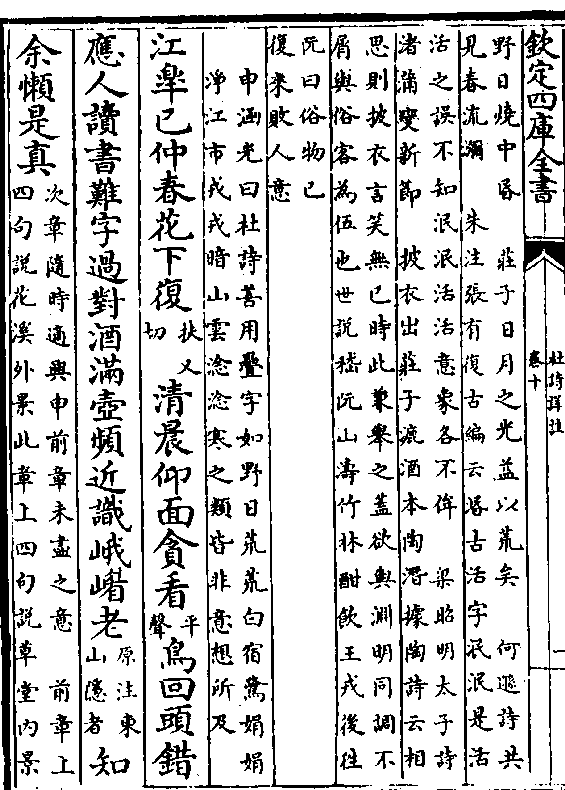 欽定四庫全書
杜詩詳註
卷十
一
野日燒中昏 莊子日月之光益以荒矣 何遜詩共
見春流瀰 朱注張有復古編云昬古活字泯泯是活
活之誤不知泯泯活活意象各不侔 梁昭明太子詩
渚蒲變新節 披衣出莊子漉酒本陶潛據陶詩云相
思則披衣言笑無已時此兼舉之蓋欲與淵明同調不
屑與俗客為伍也世說嵇阮山濤竹林酣飲王戎後往
阮曰俗物已
復來敗人意
申涵光曰杜詩善用疊字如野日荒荒白宿鷺娟娟
淨江市戎戎暗山雲淰淰寒之類皆非意想所及
江皋已仲春花下復扶又切清晨仰面貪看平聲鳥回頭錯
應人讀書難字過對酒滿壺頻近識峨嵋老原注東山隱者知
余懶是真次章隨時適興申前章未盡之意 前章上
四句說花溪外景此章上四句說草堂內景